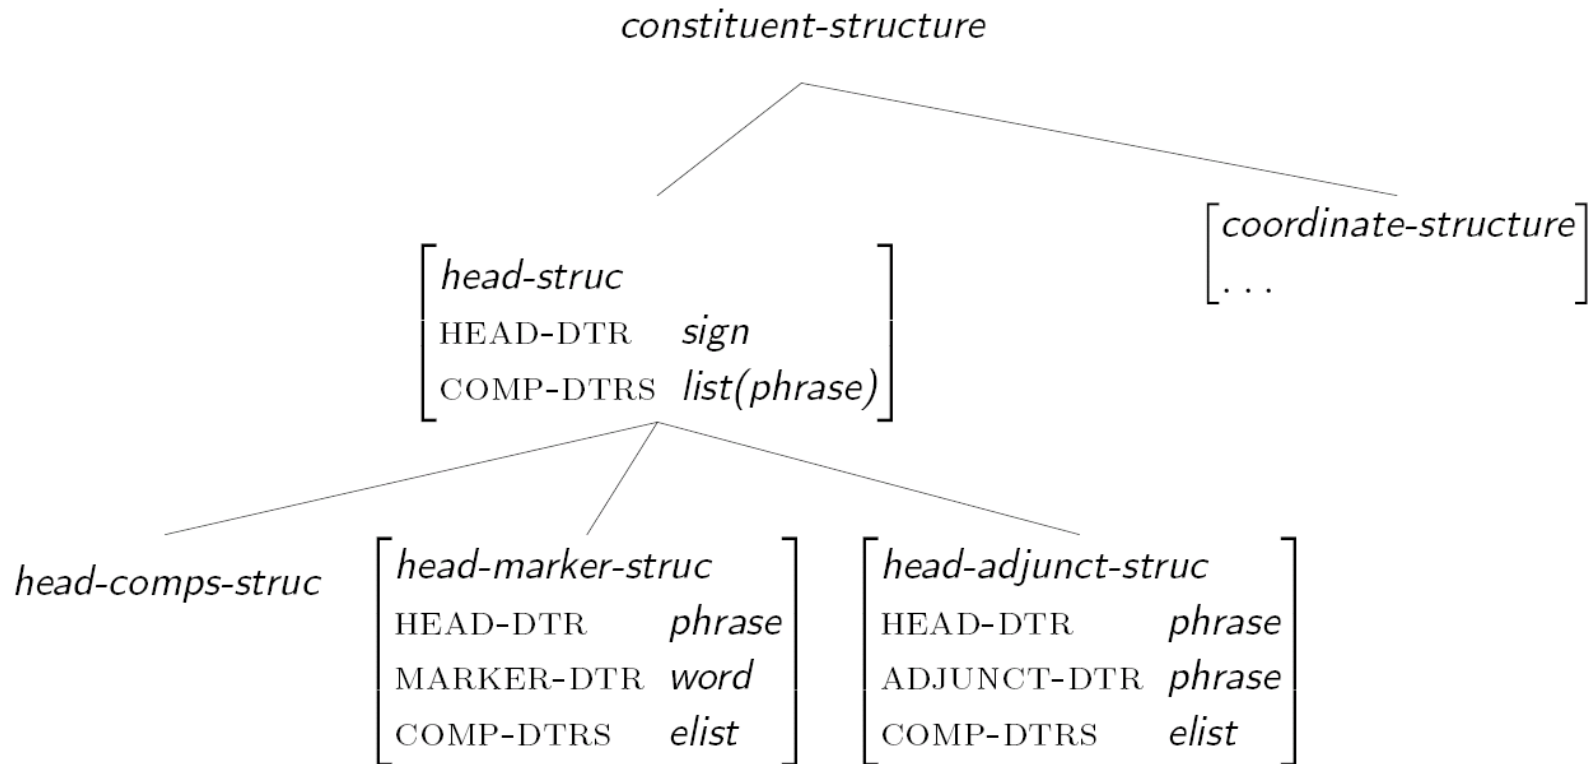 constituent-structure
coordinate-structure
. . .
head-struc
HEAD-DTR sign
COMP-DTRS list(phrase)
head-comps-struc
head-marker-struc
HEAD-DTR phrase
MARKER-DTR word
COMP-DTRS elist
head-adjunct-struc
HEAD-DTR phrase
ADJUNCT-DTR phrase
COMP-DTRS elist